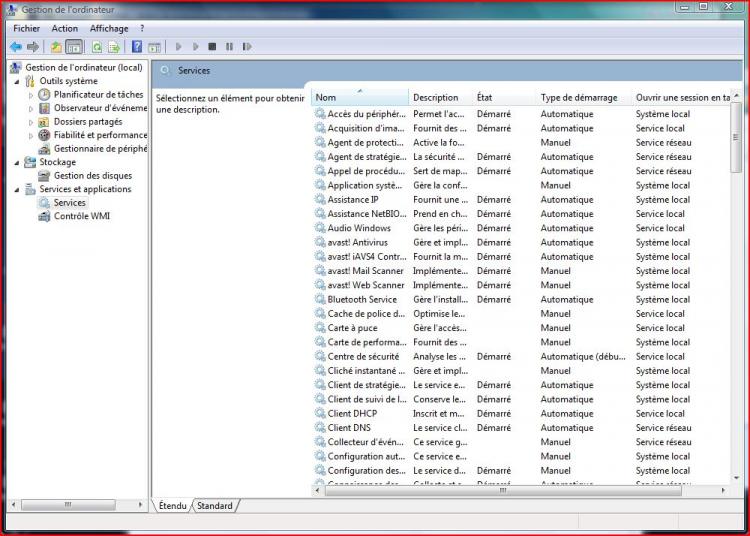 Gestion de l'ordinateur
Fichier Action Affichage ?
Gestion de l'ordinateur (local)
Outils système
Planificateur de tâches
Observateur d'événeme
Dossiers partagés
Fiabilité et performance
Gestionnaire de périphé
Stockage
Gestion des disques
Services et applications
Services
Contrôle WMI
Services
Sélectionnez un élément pour obtenir
une description.
Nom Description État Type de démarrage Ouvrir une session en ta
Accès du périphér... Permet l'ac... Démarré Automatique Système local
Acquisition d'ima... Fournit des ... Démarré Automatique Service local
Agent de protecti... Active la fo... Manuel Service réseau
Agent de stratégie... La sécurité ... Démarré Automatique Service réseau
Appel de procédu... Sert de map... Démarré Automatique Service réseau
Application systè... Gère la conf... Manuel Système local
Assistance IP Fournit une ... Démarré Automatique Système local
Assistance NetBIO... Prend en ch... Démarré Automatique Service local
Audio Windows Gère les péri... Démarré Automatique Service local
avast! Antivirus Gère et impl... Démarré Automatique Système local
avast! iAVS4 Contr... Fournit la m... Démarré Automatique Système local
avast! Mail Scanner Implémente... Démarré Manuel Système local
avast! Web Scanner Implémente... Démarré Manuel Système local
Bluetooth Service Gère l'install... Démarré Automatique Système local
Cache de police d... Optimise le... Manuel Service local
Carte à puce Gère l'accès... Manuel Service local
Carte de performa... Fournit des ... Manuel Système local
Centre de sécurité Analyse les ... Démarré Automatique (débu... Service local
Cliché instantané ... Gère et impl... Manuel Système local
Client de stratégie... Le service e... Démarré Automatique Système local
Client de suivi de l... Conserve le... Démarré Automatique Système local
Client DHCP Inscrit et m... Démarré Automatique Service local
Client DNS Le service cl... Démarré Automatique Service réseau
Collecteur d'évén... Ce service g... Manuel Service réseau
Configuration aut... Ce service e... Manuel Système local
Configuration des... Le service d... Démarré Manuel Système local
Étendu Standard